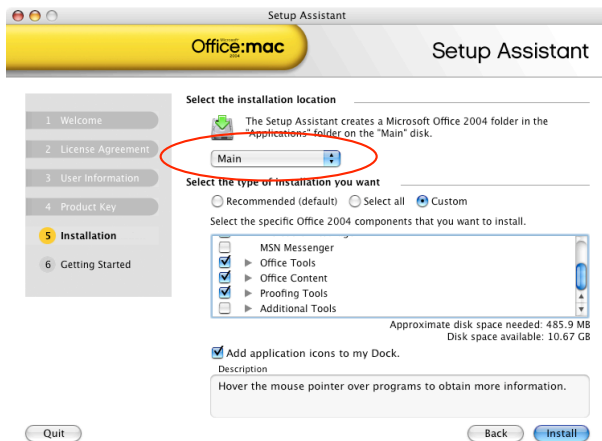 Setup Assistant
Microsoft
Office:mac
2004
Setup Assistant
1 Welcome
2 License Agreement
3 User Information
4 Product Key
5 Installation
6 Getting Started
Select the installation location
The Setup Assistant creates a Microsoft Office 2004 folder in the
"Applications" folder on the "Main" disk.
Main
Select the type of installation you want
Recommended (default) Select all Custom
Select the specific Office 2004 components that you want to install.
MSN Messenger
Office Tools
Office Content
Proofing Tools
Additional Tools
Approximate disk space needed: 485.9 MB
Disk space available: 10.67 GB
Add application icons to my Dock.
Description
Hover the mouse pointer over programs to obtain more information.
Quit Back Install